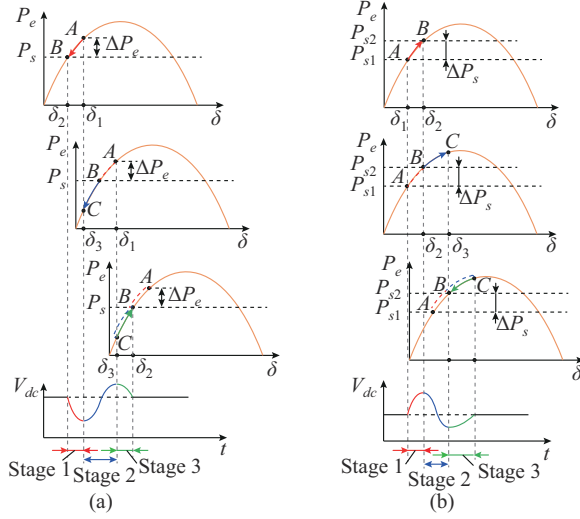 P_e
A
B
ΔP_e
P_s
δ_2
δ_1
δ
P_e
A
P_s
B
ΔP_e
C
δ_3
δ_1
δ
P_e
A
P_s
B
ΔP_e
C
δ_3
δ_2
δ
V_dc
t
Stage 1
Stage 2
Stage 3
(a)
P_e
B
P_s2
A
P_s1
ΔP_s
δ_1
δ_2
δ
P_e
C
B
P_s2
A
P_s1
ΔP_s
δ_2
δ_3
δ
P_e
C
P_s2
B
A
P_s1
ΔP_s
δ
V_dc
t
Stage 1
Stage 2
Stage 3
(b)